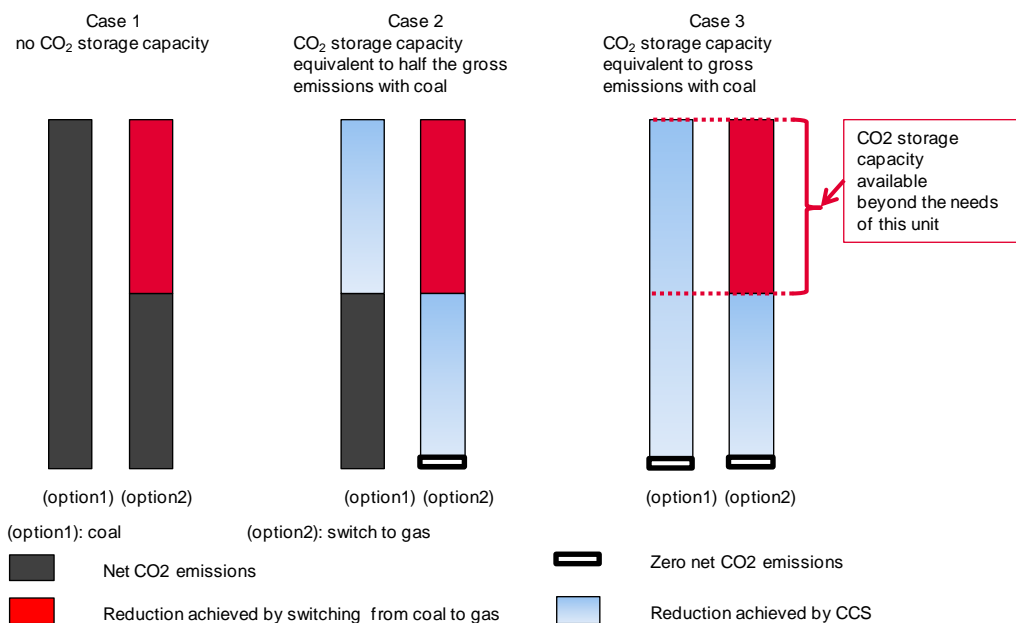 Case 1
no CO₂ storage capacity
Case 2
CO₂ storage capacity
equivalent to half the gross
emissions with coal
Case 3
CO₂ storage capacity
equivalent to gross
emissions with coal
CO2 storage
capacity
available
beyond the needs
of this unit
(option1) (option2)
(option1) (option2)
(option1) (option2)
(option1): coal
(option2): switch to gas
Net CO2 emissions
Zero net CO2 emissions
Reduction achieved by switching from coal to gas
Reduction achieved by CCS